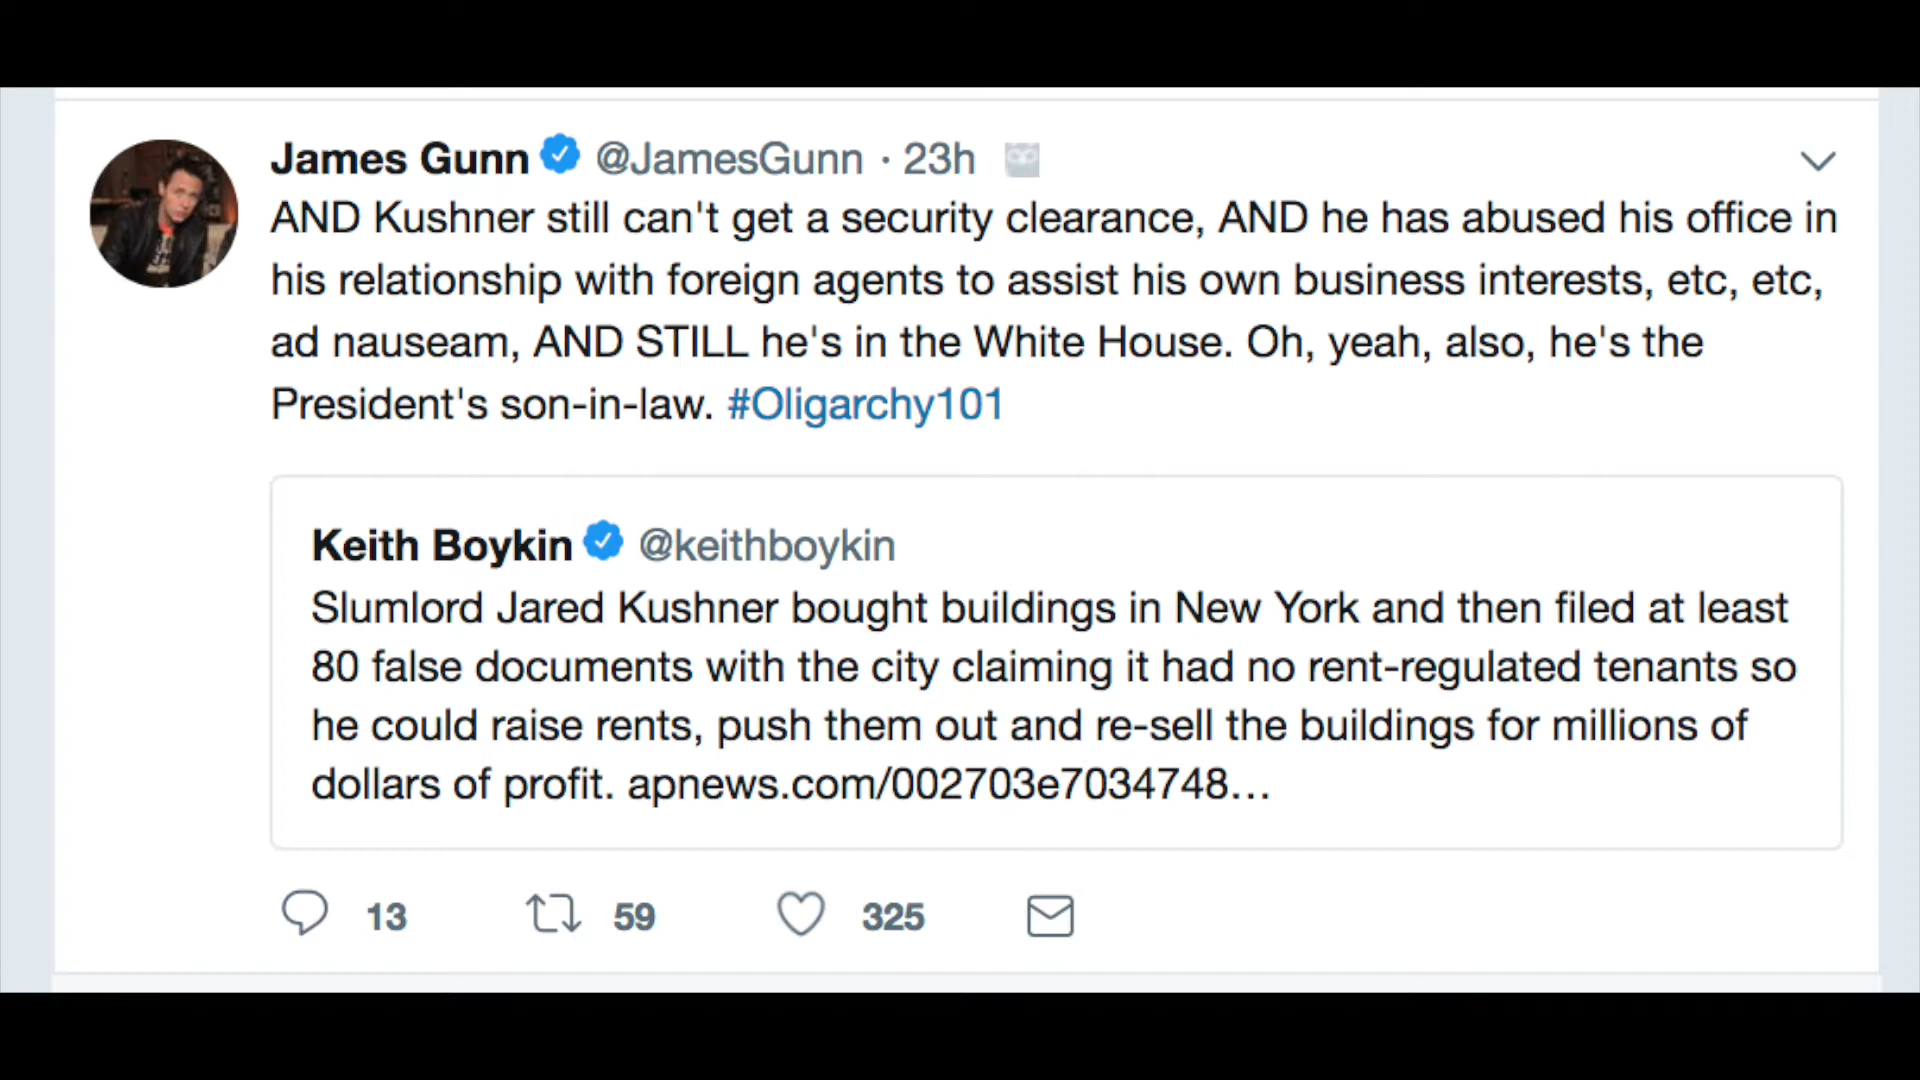 James Gunn @JamesGunn · 23h
AND Kushner still can't get a security clearance, AND he has abused his office in
his relationship with foreign agents to assist his own business interests, etc, etc,
ad nauseam, AND STILL he's in the White House. Oh, yeah, also, he's the
President's son-in-law. #Oligarchy101
Keith Boykin @keithboykin
Slumlord Jared Kushner bought buildings in New York and then filed at least
80 false documents with the city claiming it had no rent-regulated tenants so
he could raise rents, push them out and re-sell the buildings for millions of
dollars of profit. apnews.com/002703e7034748…
13 59 325